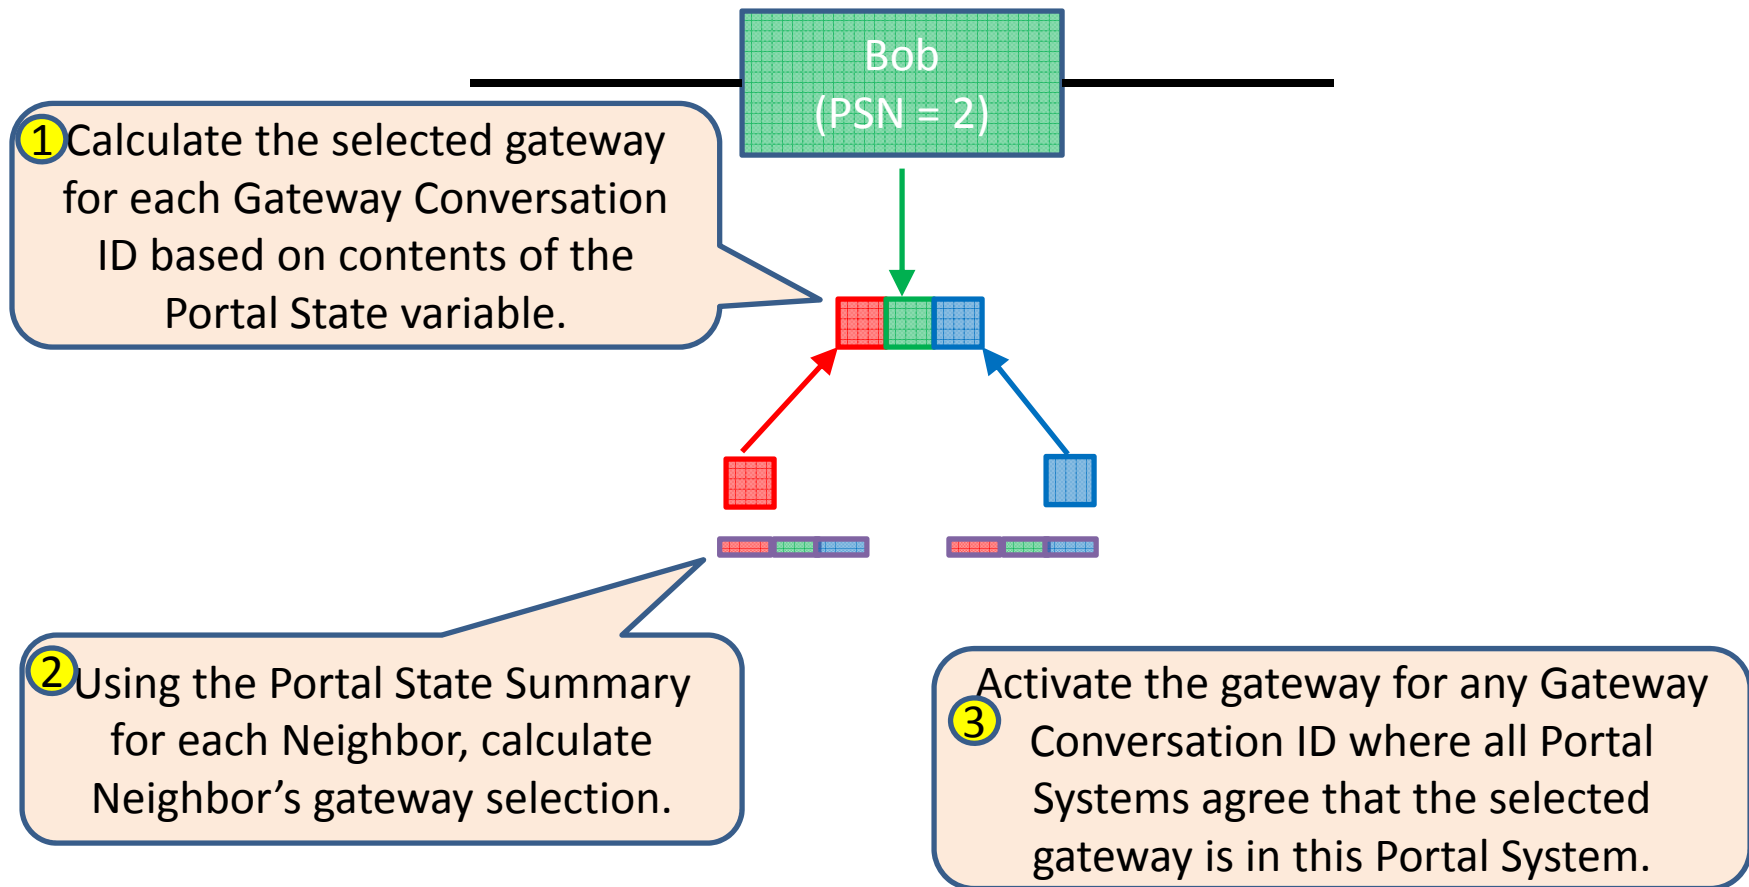 Bob
(PSN = 2)
1
Calculate the selected gateway
for each Gateway Conversation
ID based on contents of the
Portal State variable.
2
Using the Portal State Summary
for each Neighbor, calculate
Neighbor’s gateway selection.
3
Activate the gateway for any Gateway
Conversation ID where all Portal
Systems agree that the selected
gateway is in this Portal System.